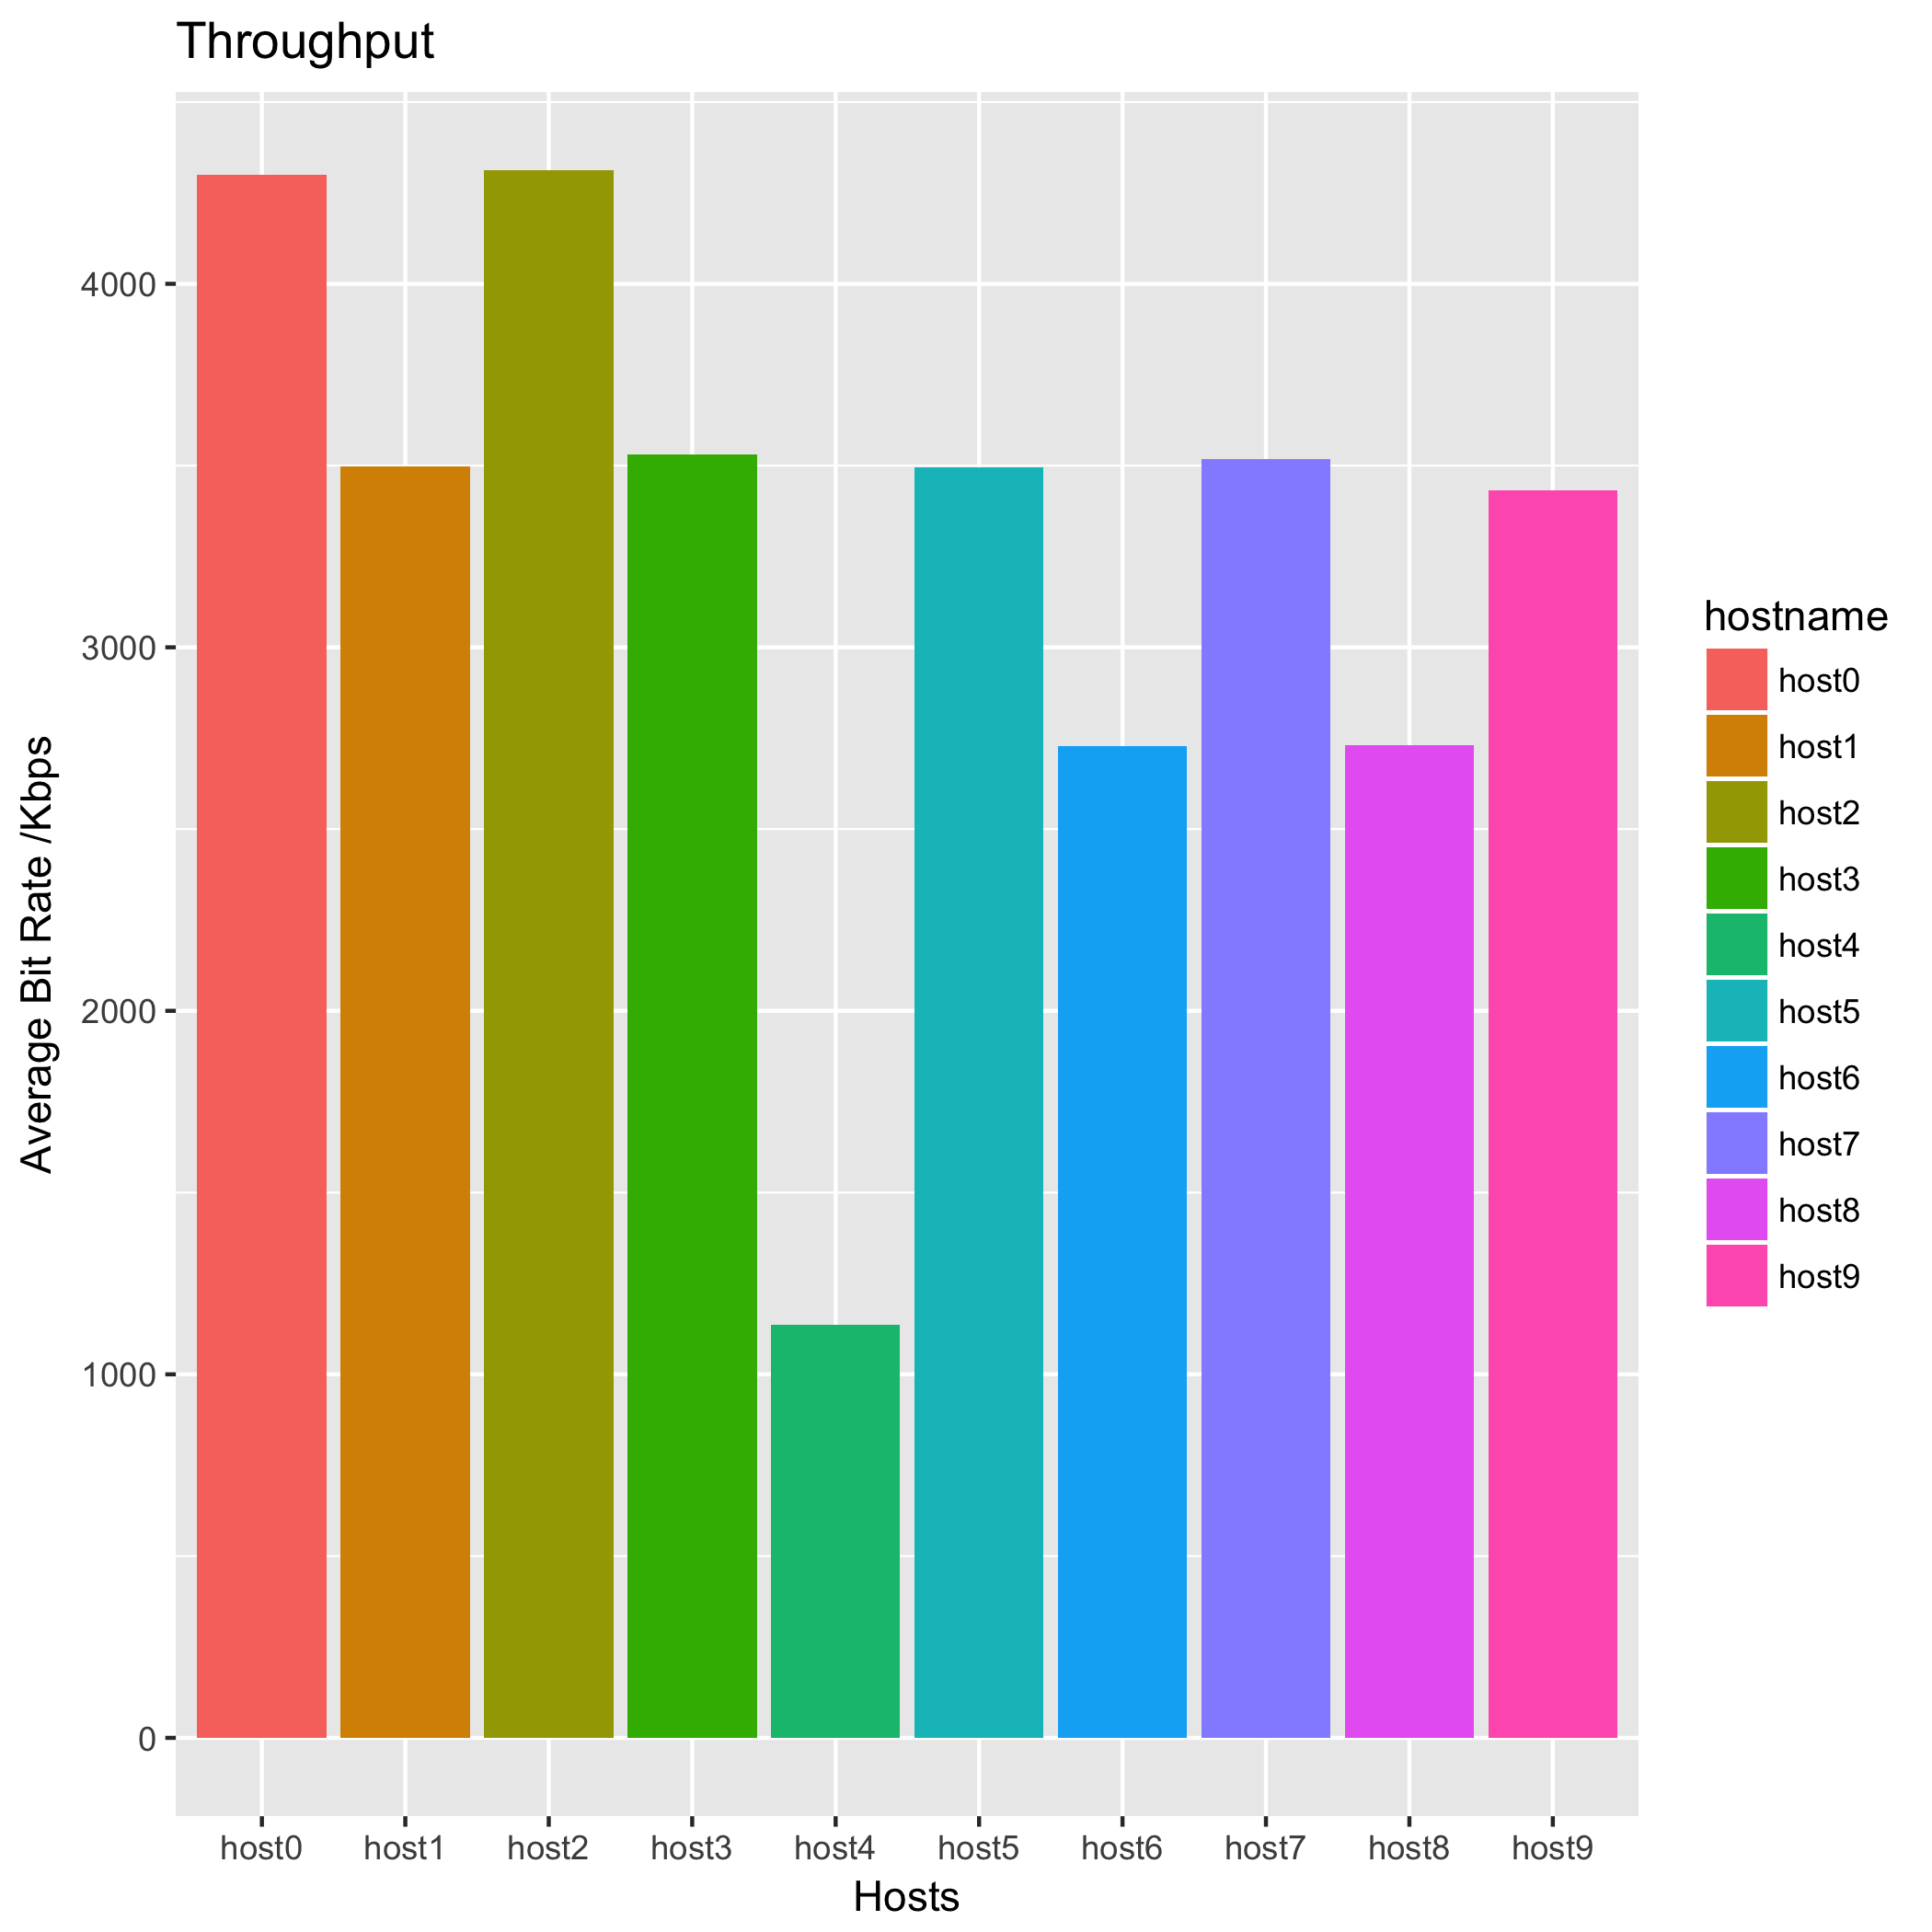 Throughput
Average Bit Rate /Kbps
4000
3000
2000
1000
0
host0 host1 host2 host3 host4 host5 host6 host7 host8 host9
Hosts
hostname
host0
host1
host2
host3
host4
host5
host6
host7
host8
host9